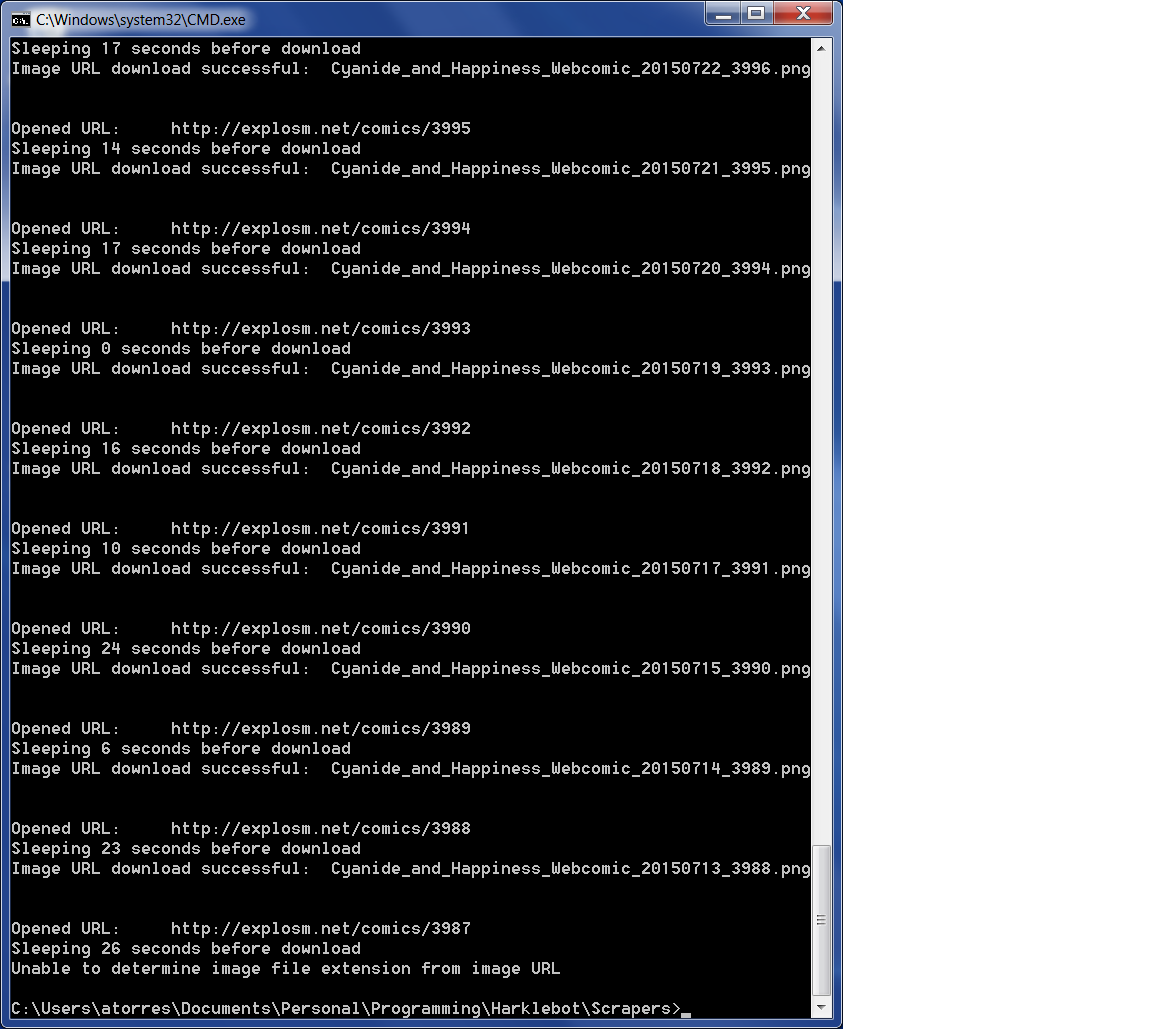 C:\Windows\system32\CMD.exe
Sleeping 17 seconds before download
Image URL download successful:  Cyanide_and_Happiness_Webcomic_20150722_3996.png
Opened URL:     http://explosm.net/comics/3995
Sleeping 14 seconds before download
Image URL download successful:  Cyanide_and_Happiness_Webcomic_20150721_3995.png
Opened URL:     http://explosm.net/comics/3994
Sleeping 17 seconds before download
Image URL download successful:  Cyanide_and_Happiness_Webcomic_20150720_3994.png
Opened URL:     http://explosm.net/comics/3993
Sleeping 0 seconds before download
Image URL download successful:  Cyanide_and_Happiness_Webcomic_20150719_3993.png
Opened URL:     http://explosm.net/comics/3992
Sleeping 16 seconds before download
Image URL download successful:  Cyanide_and_Happiness_Webcomic_20150718_3992.png
Opened URL:     http://explosm.net/comics/3991
Sleeping 10 seconds before download
Image URL download successful:  Cyanide_and_Happiness_Webcomic_20150717_3991.png
Opened URL:     http://explosm.net/comics/3990
Sleeping 24 seconds before download
Image URL download successful:  Cyanide_and_Happiness_Webcomic_20150715_3990.png
Opened URL:     http://explosm.net/comics/3989
Sleeping 6 seconds before download
Image URL download successful:  Cyanide_and_Happiness_Webcomic_20150714_3989.png
Opened URL:     http://explosm.net/comics/3988
Sleeping 23 seconds before download
Image URL download successful:  Cyanide_and_Happiness_Webcomic_20150713_3988.png
Opened URL:     http://explosm.net/comics/3987
Sleeping 26 seconds before download
Unable to determine image file extension from image URL
C:\Users\atorres\Documents\Personal\Programming\Harklebot\Scrapers>_